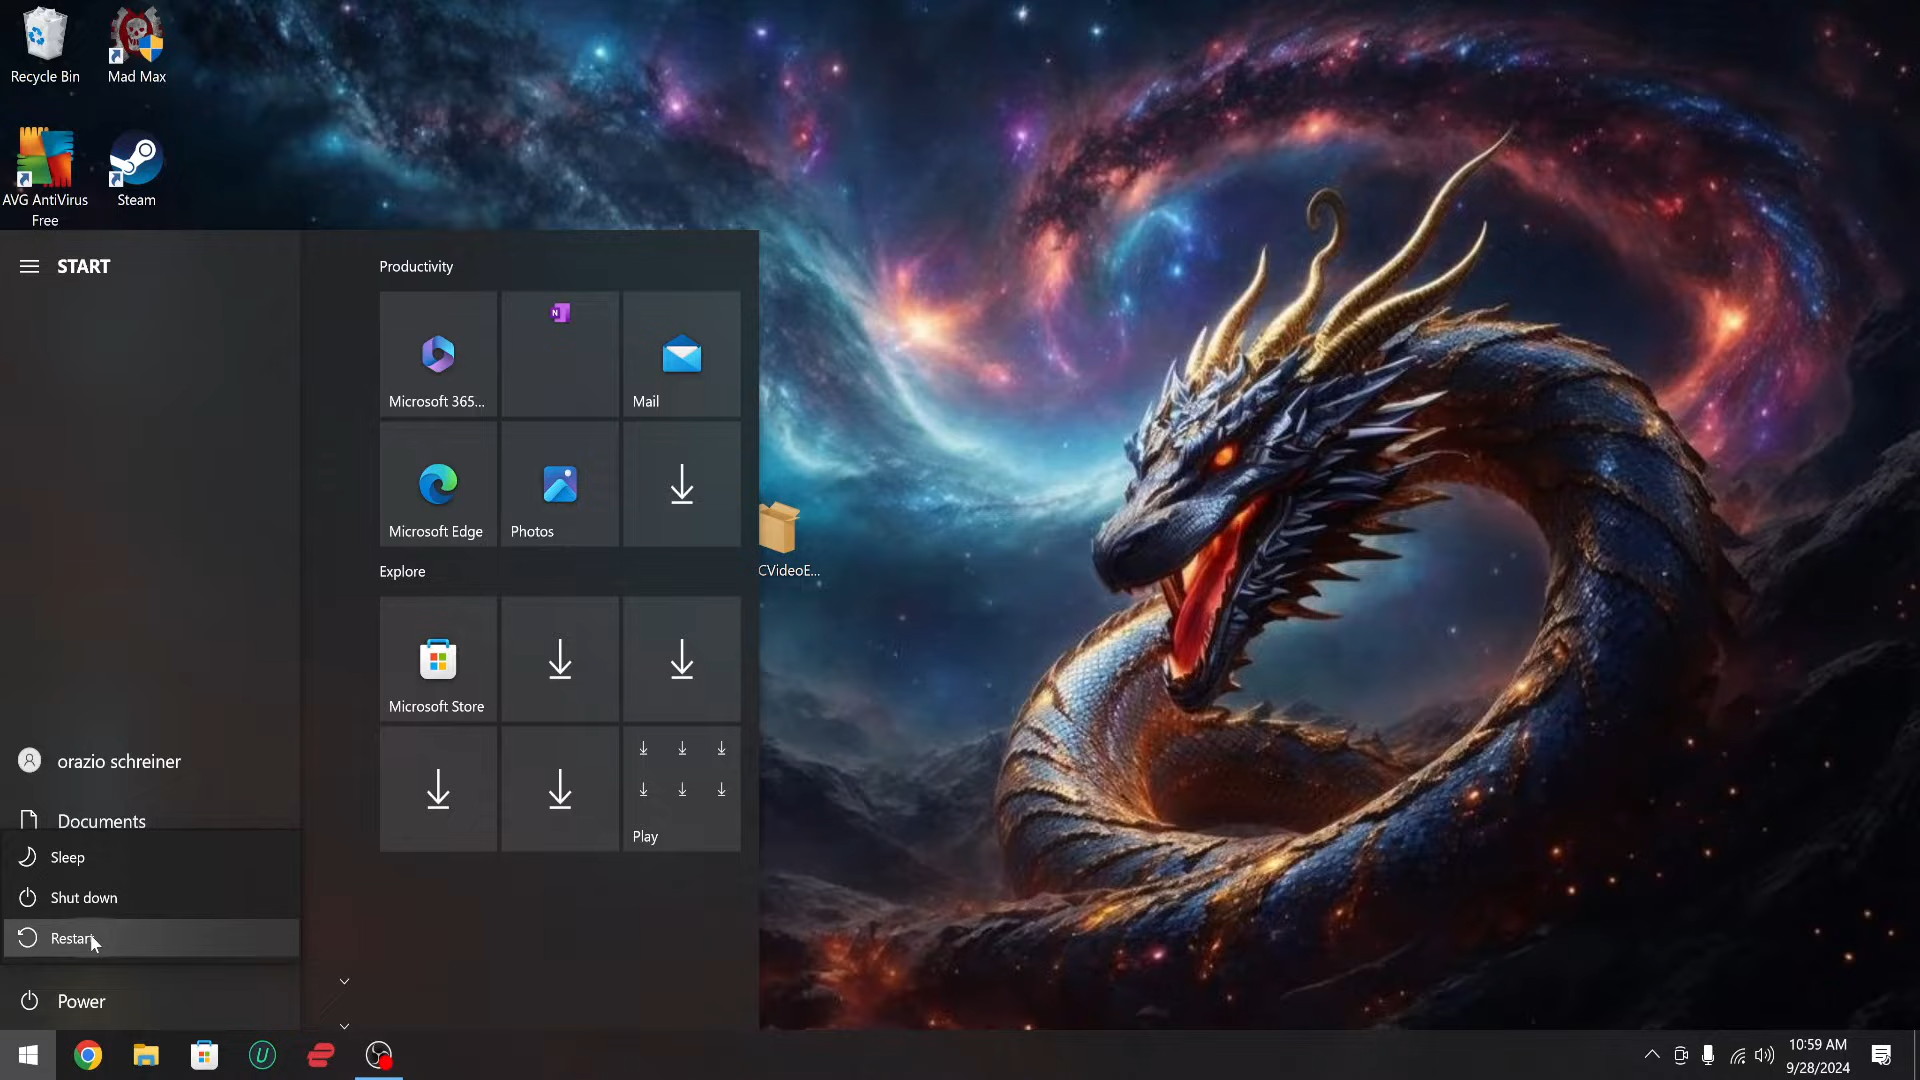 Recycle Bin
Mad Max
AVG AntiVirus
Free
Steam
START
Productivity
Microsoft 365...
N
Mail
Microsoft Edge
Photos
Explore
Microsoft Store
Play
CVideoE...
orazio schreiner
Documents
Sleep
Shut down
Restart
Power
U
10:59 AM
9/28/2024